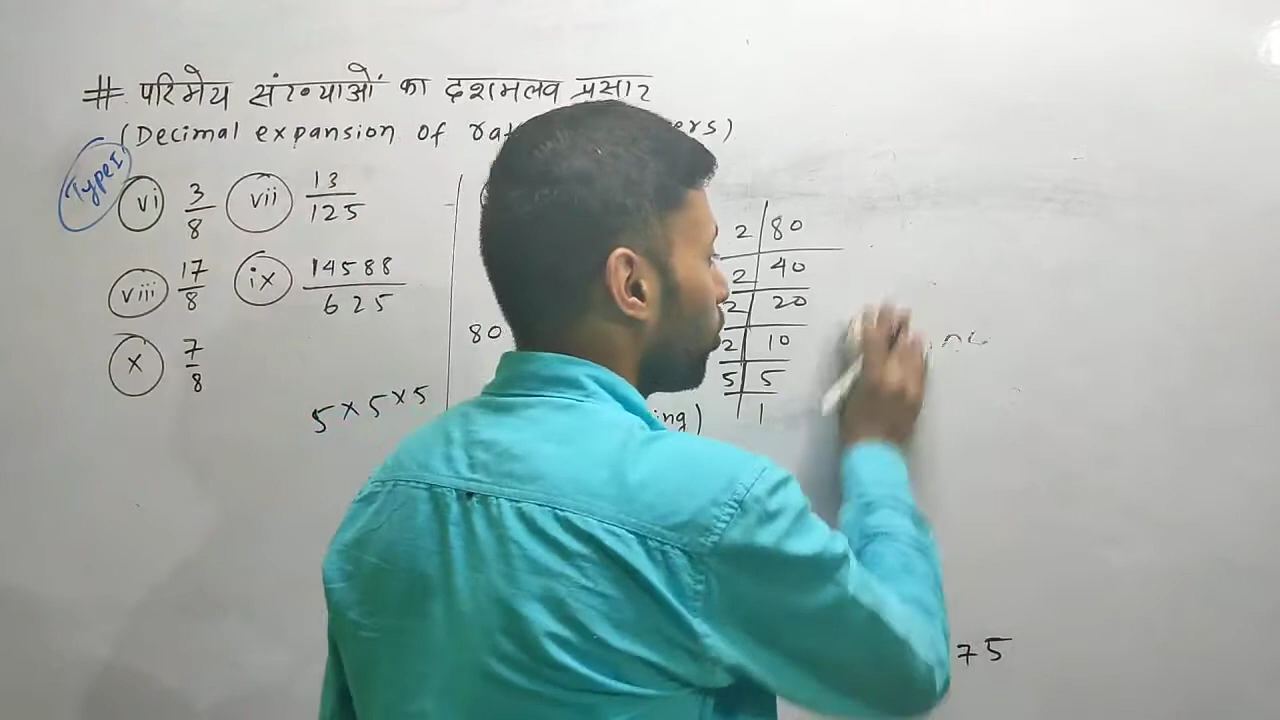 # परिमेय संख्याओं का दशमलव प्रसार
(Decimal expansion of
Type I
vi 3/8 vii 13/125
viii 17/8 ix 14588/625
x 7/8
5×5×5
80
2 80
2 40
2 20
2 10
5 5
1
75